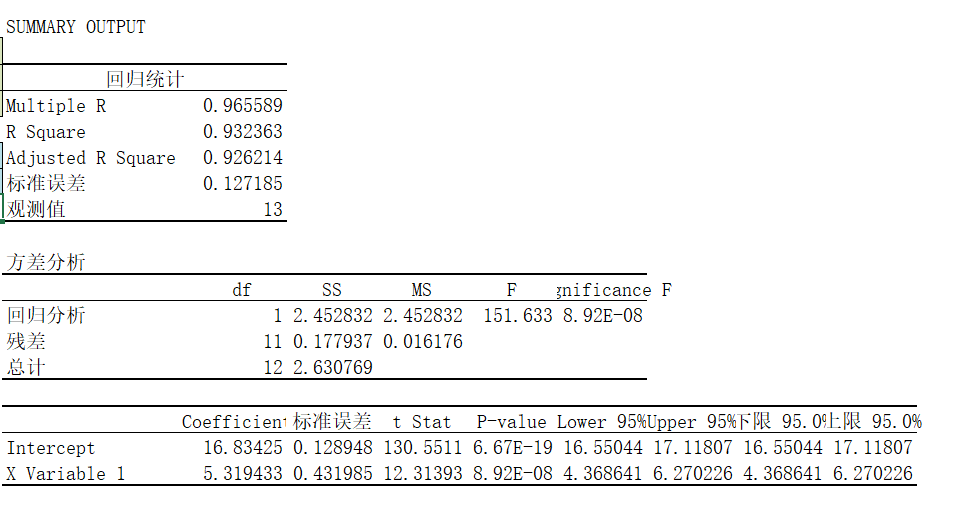 SUMMARY OUTPUT
回归统计
Multiple R 0.965589
R Square 0.932363
Adjusted R Square 0.926214
标准误差 0.127185
观测值 13
方差分析
df SS MS F gnificance F
回归分析 1 2.452832 2.452832 151.633 8.92E-08
残差 11 0.177937 0.016176
总计 12 2.630769
Coefficient 标准误差 t Stat P-value Lower 95% Upper 95% 下限 95.0% 上限 95.0%
Intercept 16.83425 0.128948 130.5511 6.67E-19 16.55044 17.11807 16.55044 17.11807
X Variable 1 5.319433 0.431985 12.31393 8.92E-08 4.368641 6.270226 4.368641 6.270226